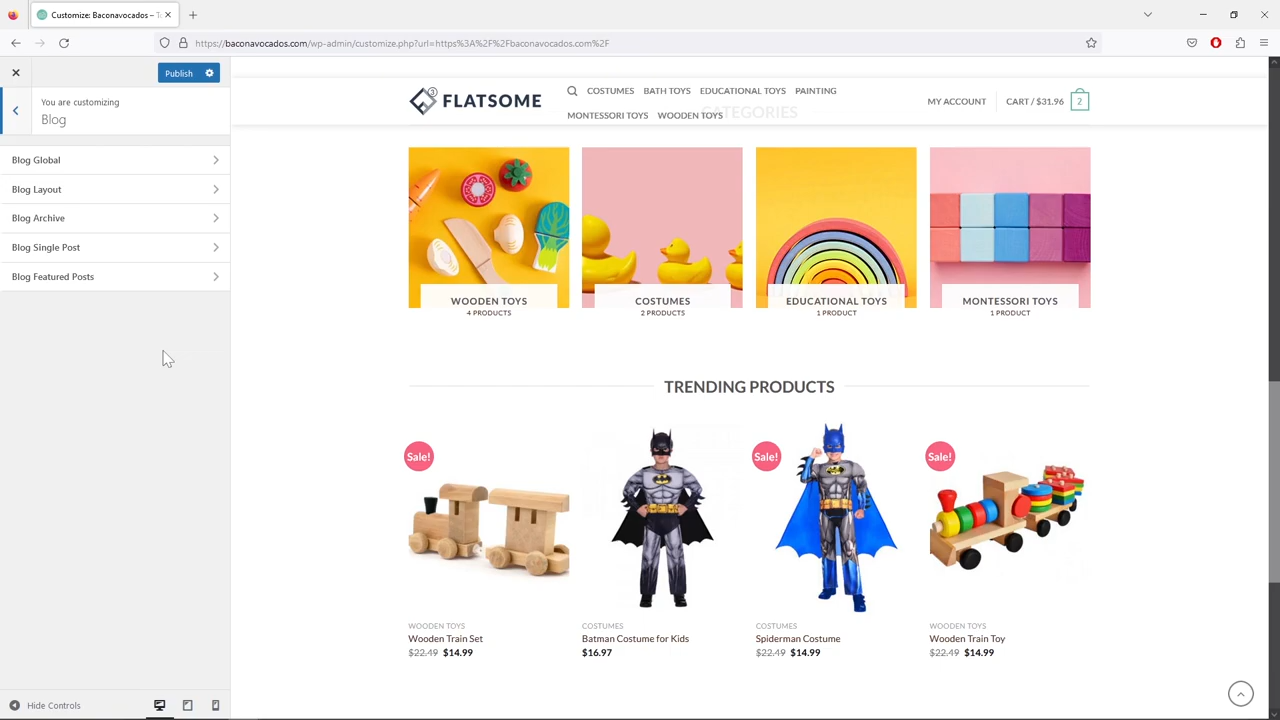 Customize: Baconavocados – T
https://baconavocados.com/wp-admin/customize.php?url=https%3A%2F%2Fbaconavocados.com%2F
Publish
You are customizing
Blog
Blog Global
Blog Layout
Blog Archive
Blog Single Post
Blog Featured Posts
Hide Controls
FLATSOME
3
COSTUMES BATH TOYS EDUCATIONAL TOYS PAINTING
MONTESSORI TOYS WOODEN TOYS
MY ACCOUNT CART / $31.96 2
CATEGORIES
WOODEN TOYS
4 PRODUCTS
COSTUMES
2 PRODUCTS
EDUCATIONAL TOYS
1 PRODUCT
MONTESSORI TOYS
1 PRODUCT
TRENDING PRODUCTS
Sale!
WOODEN TOYS
Wooden Train Set
$22.49 $14.99
COSTUMES
Batman Costume for Kids
$16.97
Sale!
COSTUMES
Spiderman Costume
$22.49 $14.99
Sale!
WOODEN TOYS
Wooden Train Toy
$22.49 $14.99